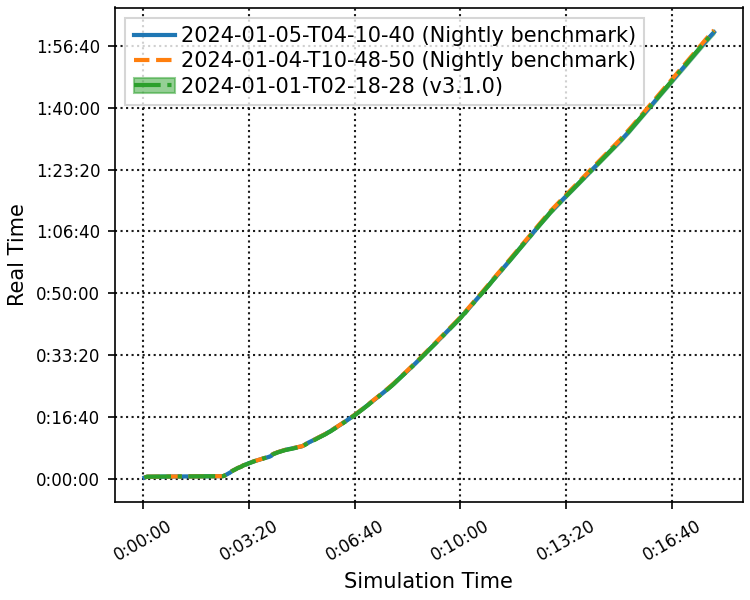 2024-01-05-T04-10-40 (Nightly benchmark)
2024-01-04-T10-48-50 (Nightly benchmark)
2024-01-01-T02-18-28 (v3.1.0)
Real Time
1:56:40
1:40:00
1:23:20
1:06:40
0:50:00
0:33:20
0:16:40
0:00:00
0:00:00 0:03:20 0:06:40 0:10:00 0:13:20 0:16:40
Simulation Time